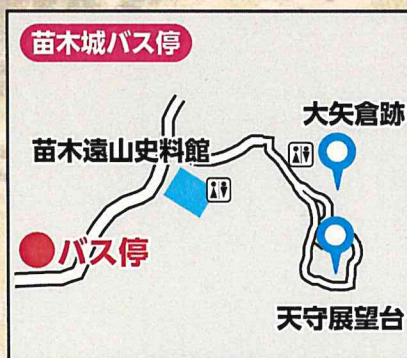 苗木城バス停
大矢倉跡
苗木遠山史料館
バス停
天守展望台